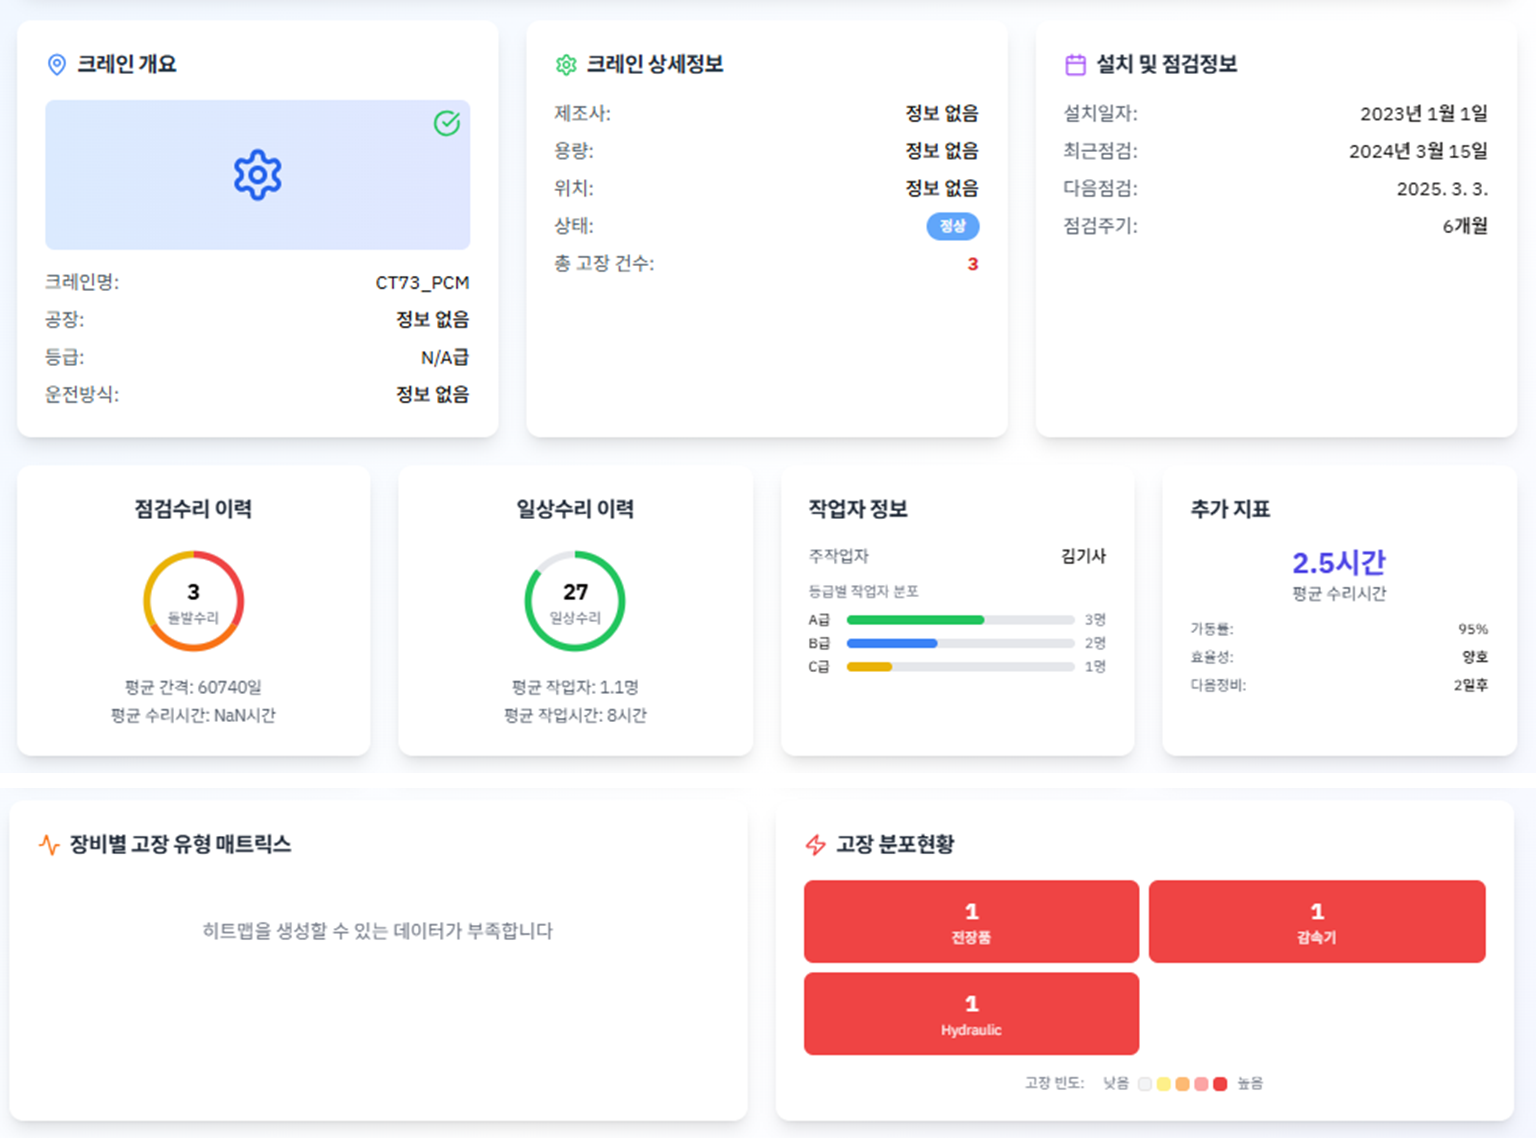 크레인 개요
크레인명: CT73_PCM
공장: 정보 없음
등급: N/A급
운전방식: 정보 없음
크레인 상세정보
제조사: 정보 없음
용량: 정보 없음
위치: 정보 없음
상태: 정상
총 고장 건수: 3
설치 및 점검정보
설치일자: 2023년 1월 1일
최근점검: 2024년 3월 15일
다음점검: 2025. 3. 3.
점검주기: 6개월
점검수리 이력
3
돌발수리
평균 간격: 60740일
평균 수리시간: NaN시간
일상수리 이력
27
일상수리
평균 작업자: 1.1명
평균 작업시간: 8시간
작업자 정보
주작업자 김기사
등급별 작업자 분포
A급 3명
B급 2명
C급 1명
추가 지표
2.5시간
평균 수리시간
가동률: 95%
효율성: 양호
다음정비: 2일후
장비별 고장 유형 매트릭스
히트맵을 생성할 수 있는 데이터가 부족합니다
고장 분포현황
1
전장품
1
감속기
1
Hydraulic
고장 빈도: 낮음 높음